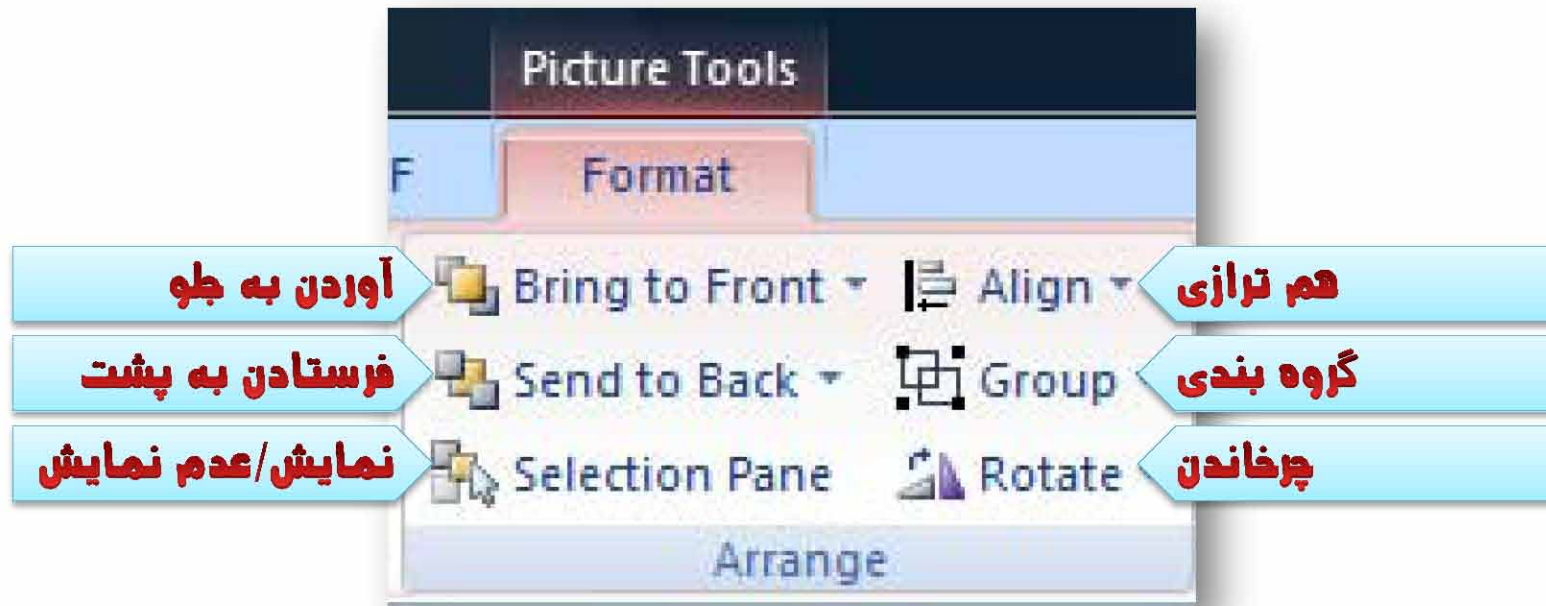 Picture Tools
F Format
آوردن به جلو Bring to Front Align هم ترازی
فرستادن به پشت Send to Back Group گروه بندی
نمایش/عدم نمایش Selection Pane Rotate چرخاندن
Arrange